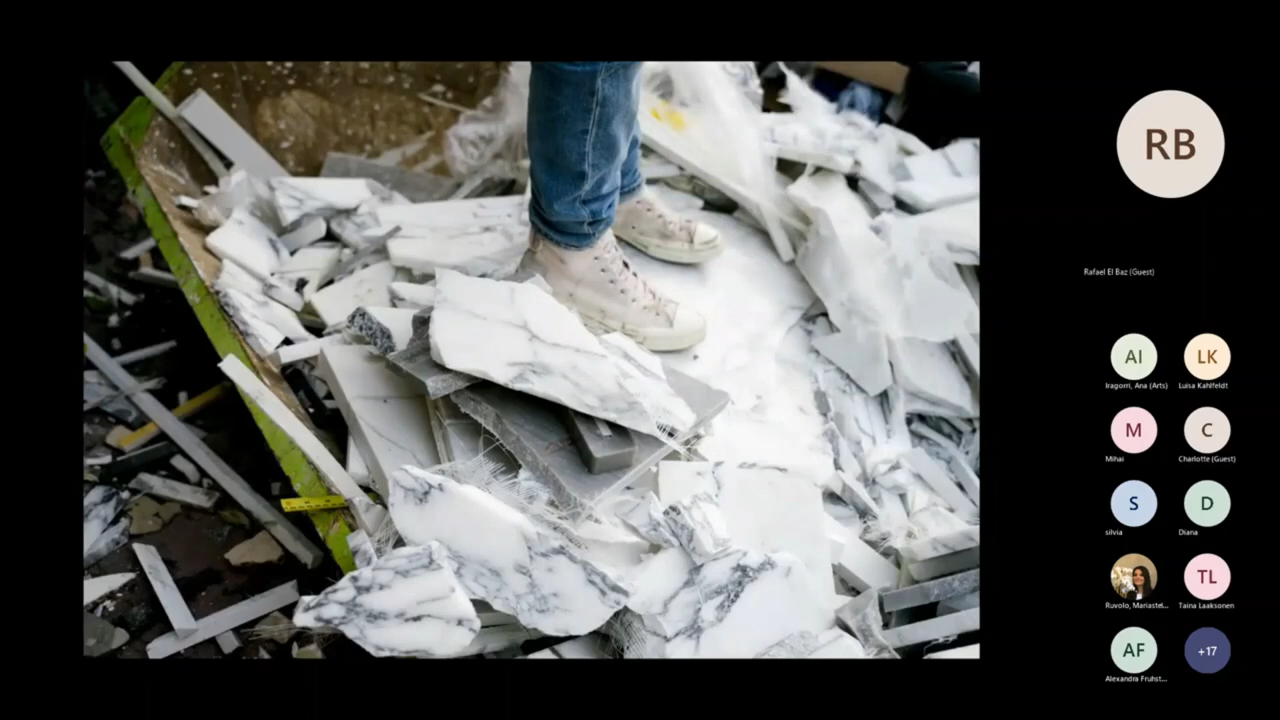 RB
Rafael El Baz (Guest)
AI
LK
Iragorri, Ana (Arts)
Luisa Kahlfeldt
M
C
Mihai
Charlotte (Guest)
S
D
silvia
Diana
TL
Ruvolo, Mariastel...
Taina Laaksonen
AF
+17
Alexandra Fruhst...